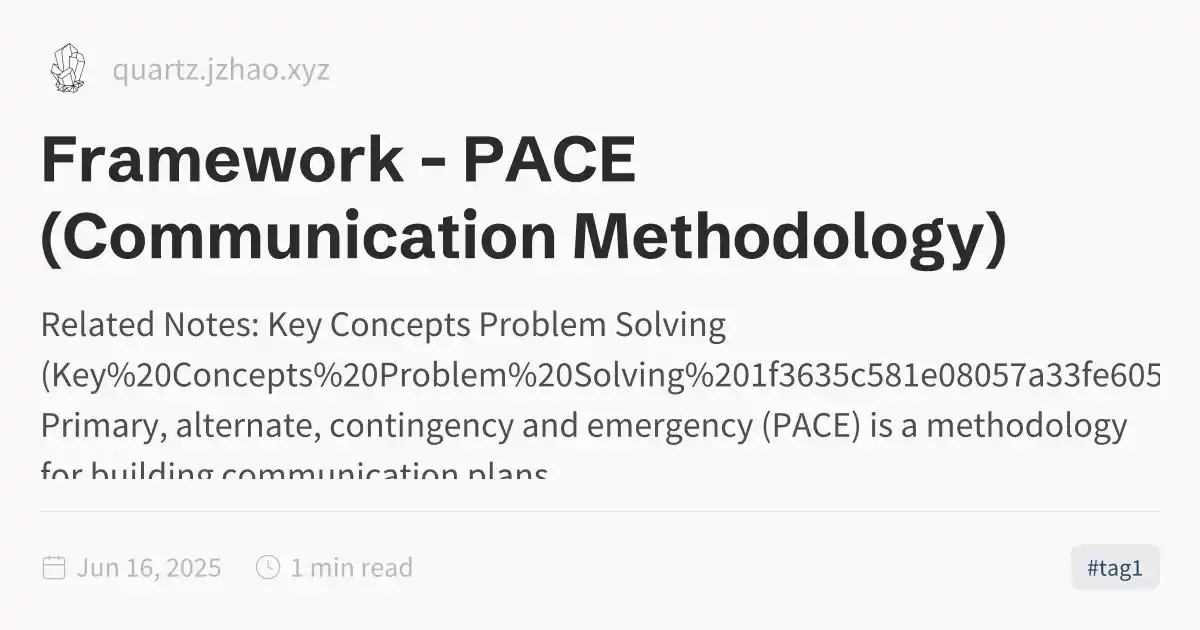 quartz.jzhao.xyz
Framework - PACE
(Communication Methodology)
Related Notes: Key Concepts Problem Solving
(Key%20Concepts%20Problem%20Solving%201f3635c581e08057a33fe605
Primary, alternate, contingency and emergency (PACE) is a methodology
for building communication plans
Jun 16, 2025
1 min read
#tag1